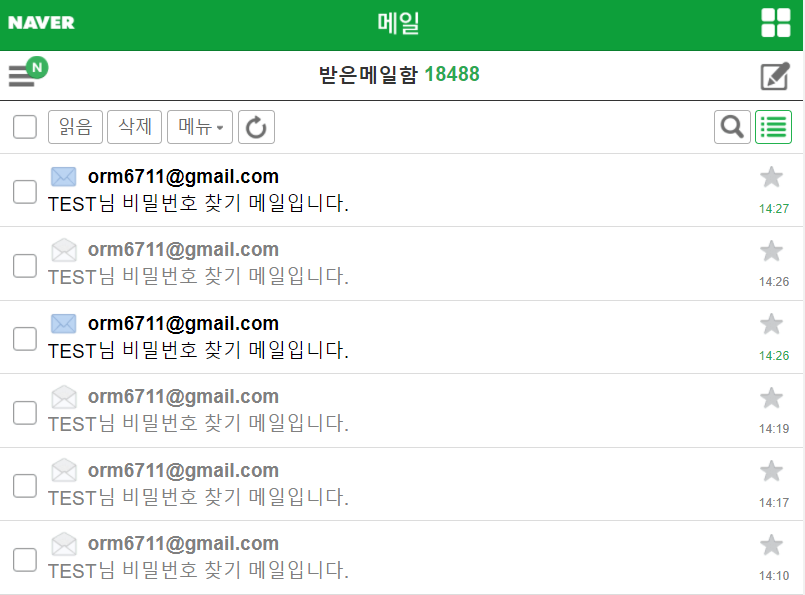 NAVER 메일
N 받은메일함 18488
읽음 삭제 메뉴
orm6711@gmail.com
TEST님 비밀번호 찾기 메일입니다. 14:27
orm6711@gmail.com
TEST님 비밀번호 찾기 메일입니다. 14:26
orm6711@gmail.com
TEST님 비밀번호 찾기 메일입니다. 14:26
orm6711@gmail.com
TEST님 비밀번호 찾기 메일입니다. 14:19
orm6711@gmail.com
TEST님 비밀번호 찾기 메일입니다. 14:17
orm6711@gmail.com
TEST님 비밀번호 찾기 메일입니다. 14:10